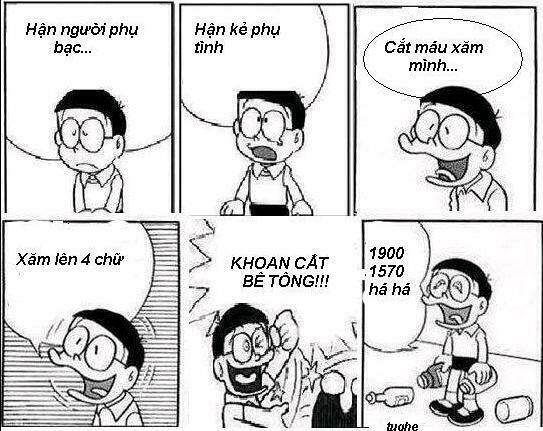 Hận người phụ
bạc...
Hận kẻ phụ
tình
Cắt máu xăm
mình...
Xăm lên 4 chữ
KHOAN CẮT
BÊ TÔNG!!!
1900
1570
há há
tughe